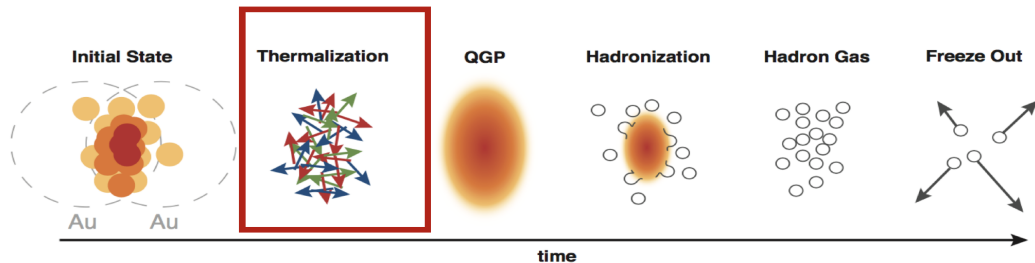 Initial State Thermalization QGP Hadronization Hadron Gas Freeze Out
Au Au
time